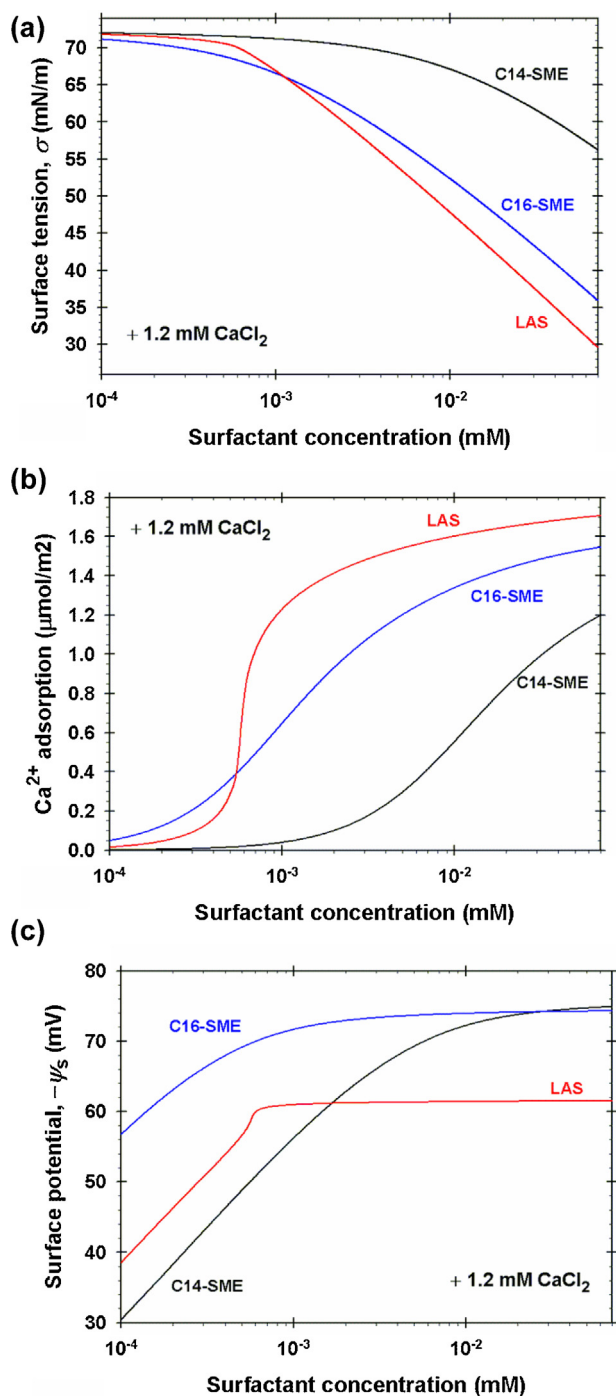 (a)
Surface tension, σ (mN/m)
70
65
60
55
50
45
40
35
30
C14-SME
C16-SME
LAS
+ 1.2 mM CaCl₂
10⁻⁴
10⁻³
10⁻²
Surfactant concentration (mM)
(b)
Ca²⁺ adsorption (μmol/m2)
1.8
1.6
1.4
1.2
1.0
0.8
0.6
0.4
0.2
0.0
+ 1.2 mM CaCl₂
LAS
C16-SME
C14-SME
10⁻⁴
10⁻³
10⁻²
Surfactant concentration (mM)
(c)
Surface potential, −ψₛ (mV)
80
70
60
50
40
30
C16-SME
LAS
C14-SME
+ 1.2 mM CaCl₂
10⁻⁴
10⁻³
10⁻²
Surfactant concentration (mM)